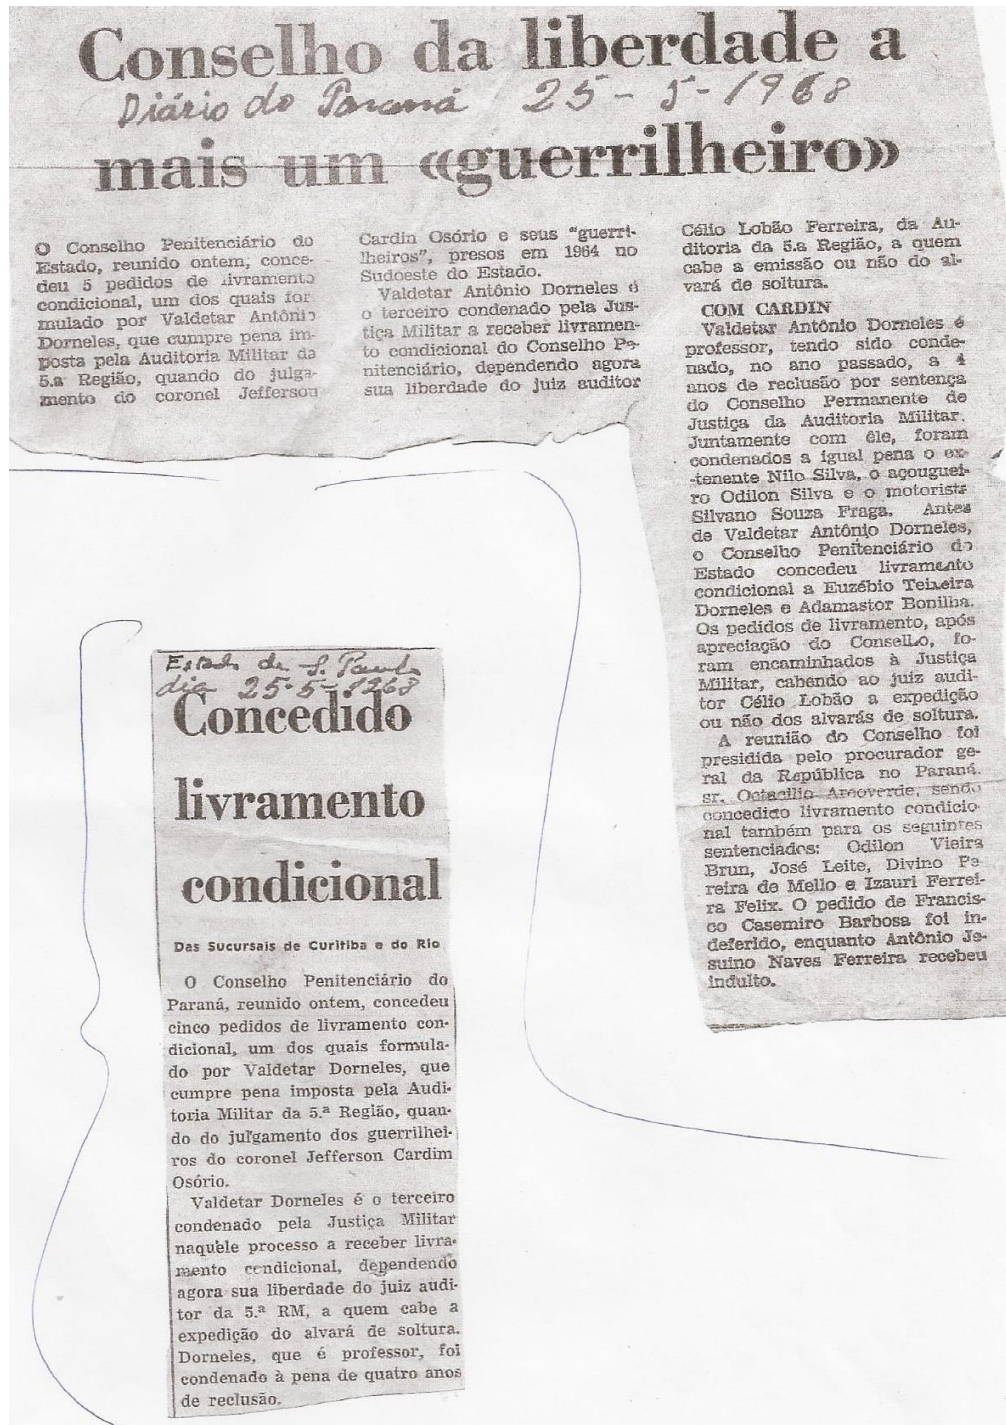 Conselho da liberdade a
Diário do Paraná 25-5-1968
mais um «guerrilheiro»
O Conselho Penitenciário do
Estado, reunido ontem, conce-
deu 5 pedidos de livramento
condicional, um dos quais for
mulado por Valdetar Antônio
Dorneles, que cumpre pena im-
posta pela Auditoria Militar da
5.a Região, quando do julga-
mento do coronel Jefferson
Cardin Osório e seus "guerri-
lheiros", presos em 1964 no
Sudoeste do Estado.
Valdetar Antônio Dorneles é
o terceiro condenado pela Jus-
tiça Militar a receber livramen-
to condicional do Conselho Pe-
nitenciário, dependendo agora
sua liberdade do juiz auditor
Célio Lobão Ferreira, da Au-
ditoria da 5.a Região, a quem
cabe a emissão ou não do al-
vará de soltura.
COM CARDIN
Valdetar Antônio Dorneles é
professor, tendo sido conde-
nado, no ano passado, a 4
anos de reclusão por sentença
do Conselho Permanente de
Justiça da Auditoria Militar.
Juntamente com êle, foram
condenados a igual pena o ex-
-tenente Nilo Silva, o açouguei-
ro Odilon Silva e o motorista
Silvano Souza Fraga. Antes
de Valdetar Antônio Dorneles,
o Conselho Penitenciário do
Estado concedeu livramento
condicional a Euzébio Teixeira
Dorneles e Adamastor Bonilha.
Os pedidos de livramento, após
apreciação do Conselho, fo-
ram encaminhados à Justiça
Militar, cabendo ao juiz audi-
tor Célio Lobão a expedição
ou não dos alvarás de soltura.
A reunião do Conselho foi
presidida pelo procurador ge-
ral da República no Paraná.
sr. Octacilio Arcoverde, sendo
concedido livramento condicio-
nal também para os seguintes
sentenciados: Odilon Vieira
Brun, José Leite, Divino Pe-
reira de Mello e Izauri Ferrei-
ra Felix. O pedido de Francis-
co Casemiro Barbosa foi in-
deferido, enquanto Antônio Je-
suino Naves Ferreira recebeu
indulto.
Estado de S. Paulo
dia 25-5-1968
Concedido
livramento
condicional
Das Sucursais de Curitiba e do Rio
O Conselho Penitenciário do
Paraná, reunido ontem, concedeu
cinco pedidos de livramento con-
dicional, um dos quais formula-
do por Valdetar Dorneles, que
cumpre pena imposta pela Audi-
toria Militar da 5.ª Região, quan-
do do julgamento dos guerrilhei-
ros do coronel Jefferson Cardim
Osório.
Valdetar Dorneles é o terceiro
condenado pela Justiça Militar
naquele processo a receber livra-
mento condicional, dependendo
agora sua liberdade do juiz audi-
tor da 5.ª RM, a quem cabe a
expedição do alvará de soltura.
Dorneles, que é professor, foi
condenado à pena de quatro anos
de reclusão.